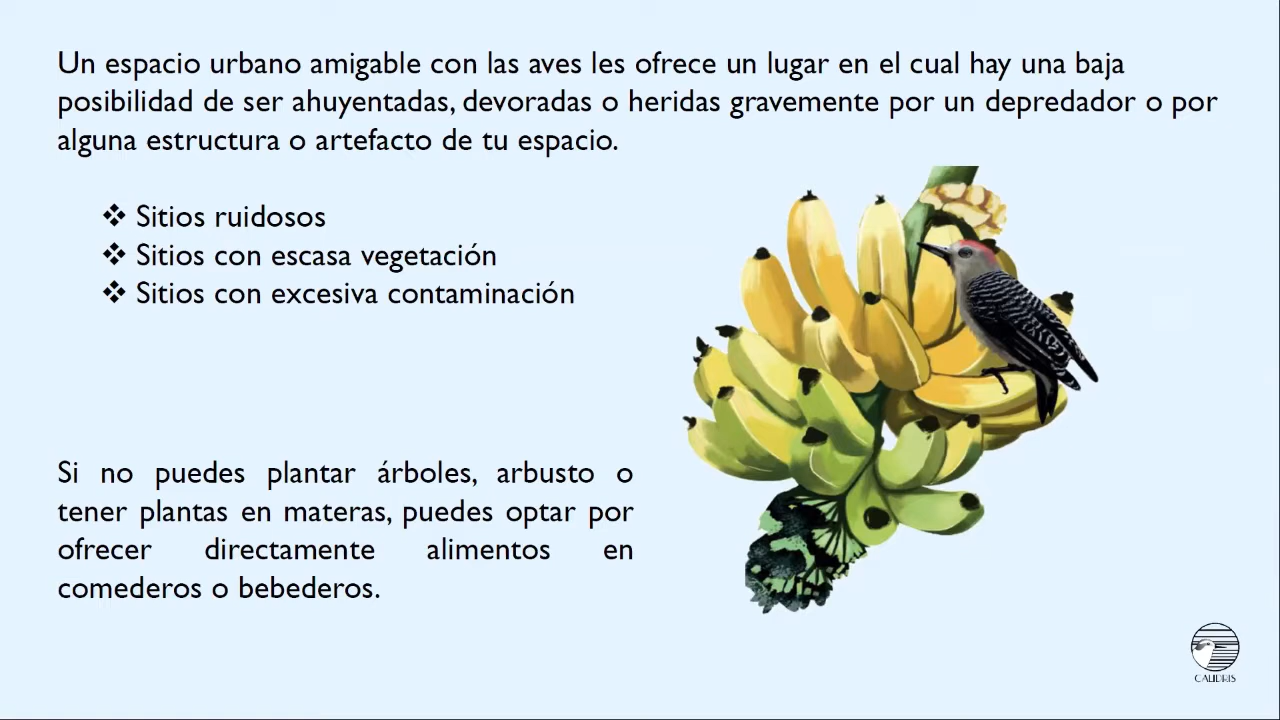 Un espacio urbano amigable con las aves les ofrece un lugar en el cual hay una baja
posibilidad de ser ahuyentadas, devoradas o heridas gravemente por un depredador o por
alguna estructura o artefacto de tu espacio.
❖ Sitios ruidosos
❖ Sitios con escasa vegetación
❖ Sitios con excesiva contaminación
Si no puedes plantar árboles, arbusto o
tener plantas en materas, puedes optar por
ofrecer directamente alimentos en
comederos o bebederos.
CALIDRIS